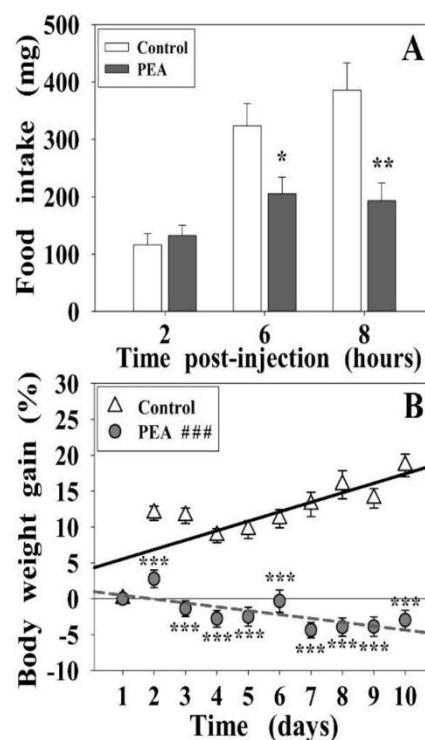 500
400
300
200
100
0
Food intake (mg)
Control
PEA
A
*
**
2 6 8
Time post-injection (hours)
30
25
20
15
10
5
0
-5
-10
Body weight gain (%)
Control
PEA ###
B
***
***
***
***
***
***
***
***
***
1 2 3 4 5 6 7 8 9 10
Time (days)